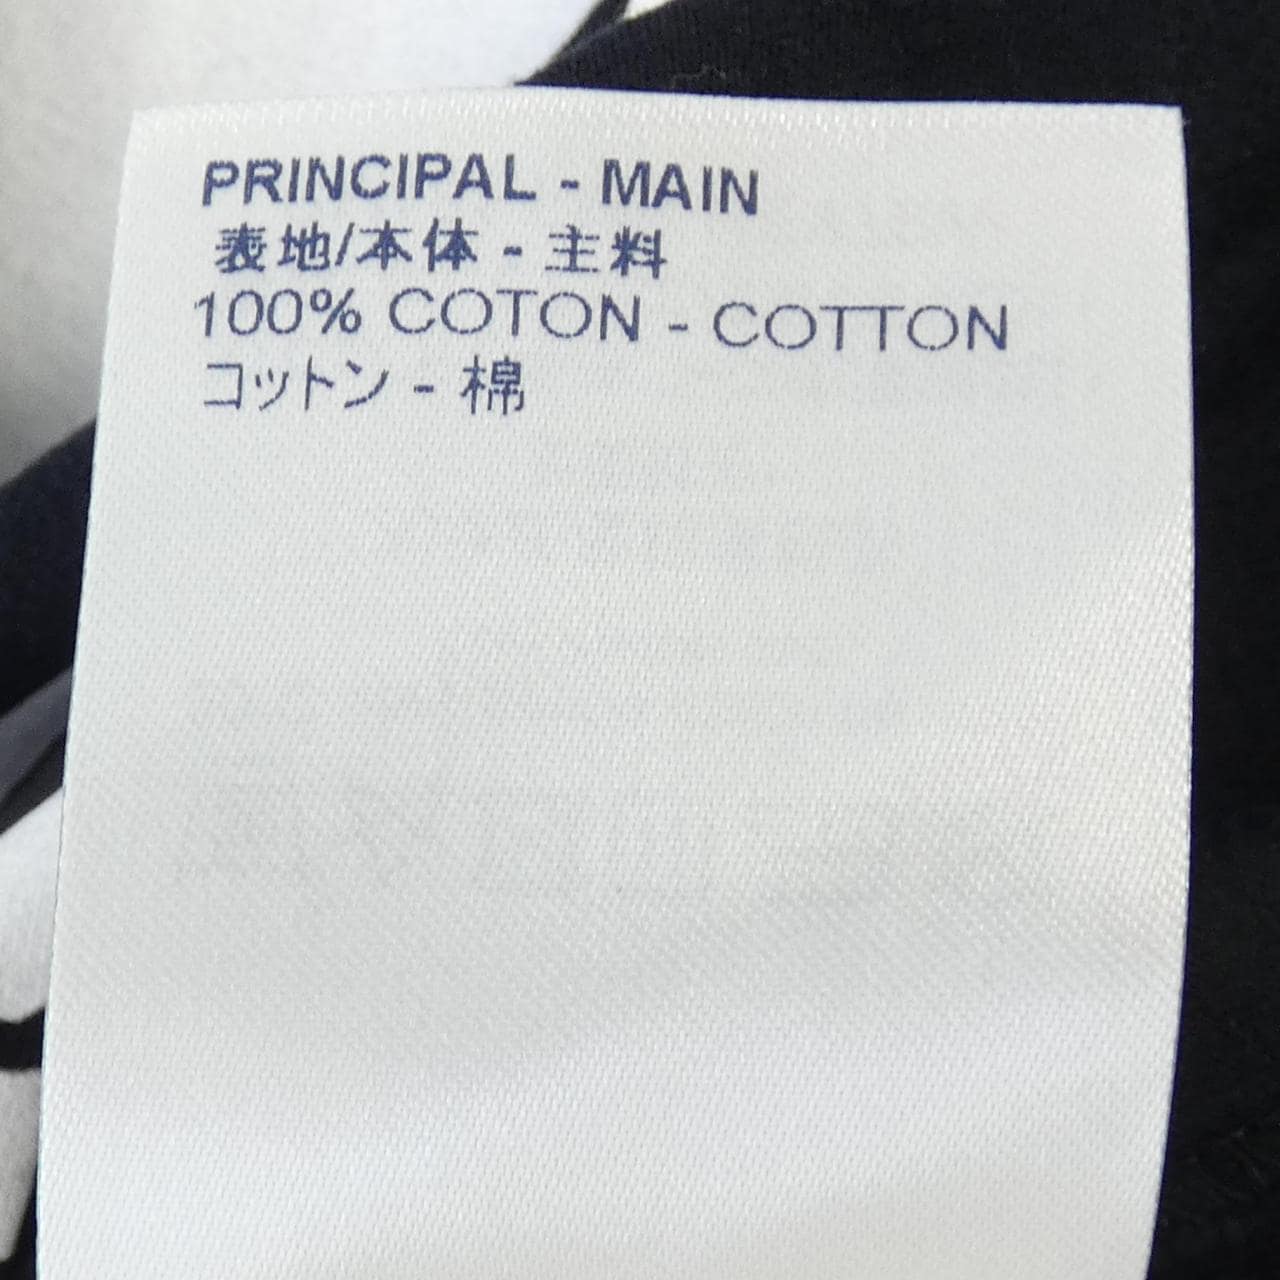 PRINCIPAL - MAIN
表地/本体 - 主料
100% COTON - COTTON
コットン - 棉